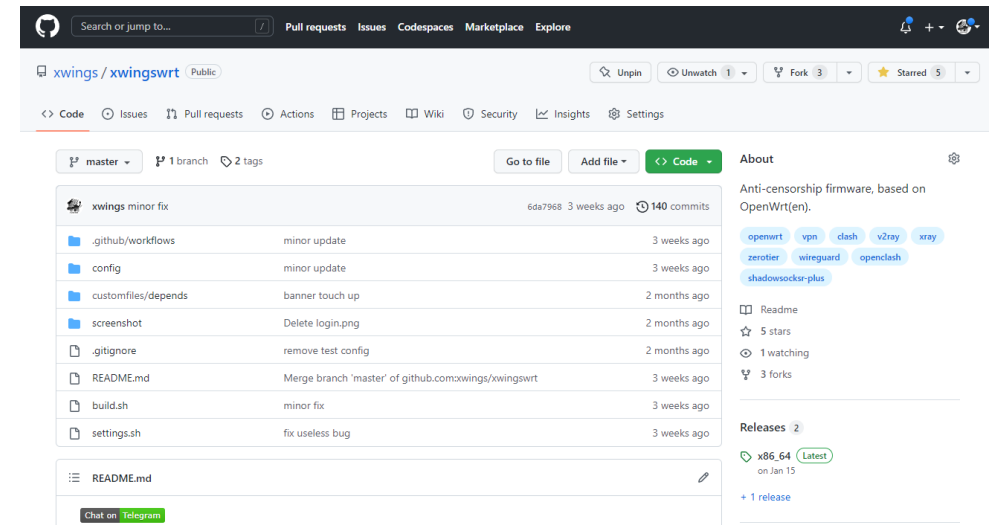 Search or jump to... /
Pull requests Issues Codespaces Marketplace Explore
xwings / xwingswrt Public
Unpin Unwatch 1 Fork 3 Starred 5
Code Issues Pull requests Actions Projects Wiki Security Insights Settings
master 1 branch 2 tags Go to file Add file Code
xwings minor fix 6da7968 3 weeks ago 140 commits
.github/workflows minor update 3 weeks ago
config minor update 3 weeks ago
customfiles/depends banner touch up 2 months ago
screenshot Delete login.png 2 months ago
.gitignore remove test config 2 months ago
README.md Merge branch 'master' of github.com:xwings/xwingswrt 3 weeks ago
build.sh minor fix 3 weeks ago
settings.sh fix useless bug 3 weeks ago
README.md
Chat on Telegram
About
Anti-censorship firmware, based on
OpenWrt(en).
openwrt vpn clash v2ray xray
zerotier wireguard openclash
shadowsocksr-plus
Readme
5 stars
1 watching
3 forks
Releases 2
x86_64 Latest
on Jan 15
+ 1 release